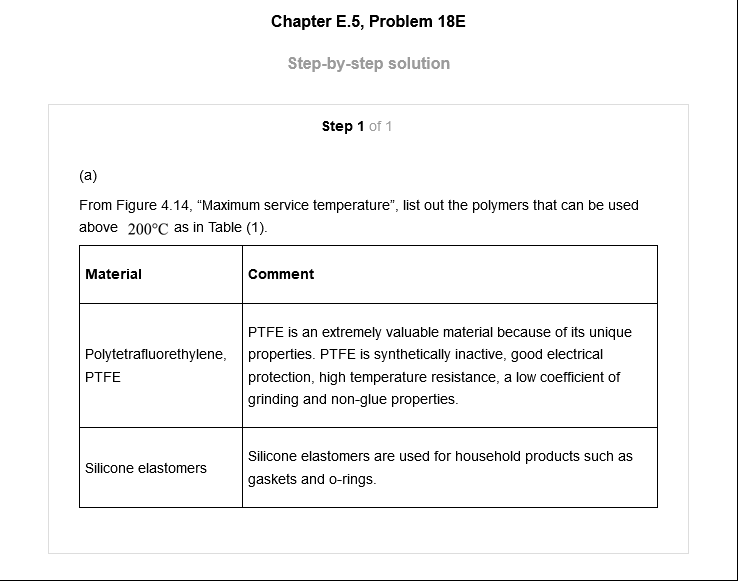 Chapter E.5, Problem 18E
Step-by-step solution
Step 1 of 1
(a)
From Figure 4.14, “Maximum service temperature”, list out the polymers that can be used
above 200°C as in Table (1).
Material
Comment
Polytetrafluorethylene,
PTFE
PTFE is an extremely valuable material because of its unique
properties. PTFE is synthetically inactive, good electrical
protection, high temperature resistance, a low coefficient of
grinding and non-glue properties.
Silicone elastomers
Silicone elastomers are used for household products such as
gaskets and o-rings.